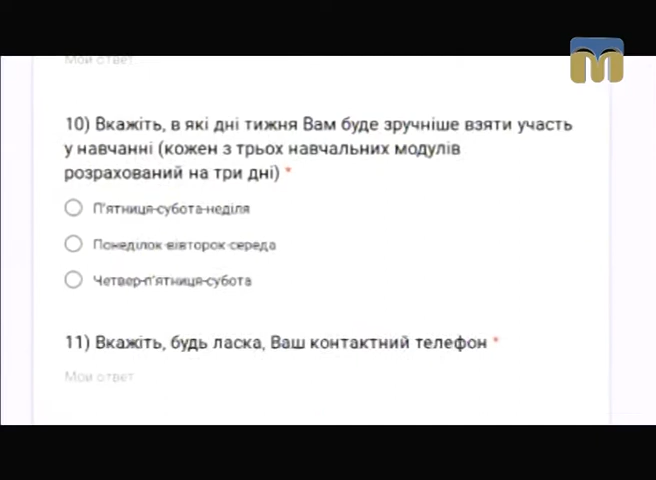 Мой ответ
10) Вкажіть, в які дні тижня Вам буде зручніше взяти участь
у навчанні (кожен з трьох навчальних модулів
розрахований на три дні) *
П'ятниця-субота-неділя
Понеділок-вівторок-середа
Четвер-п'ятниця-субота
11) Вкажіть, будь ласка, Ваш контактний телефон *
Мой ответ